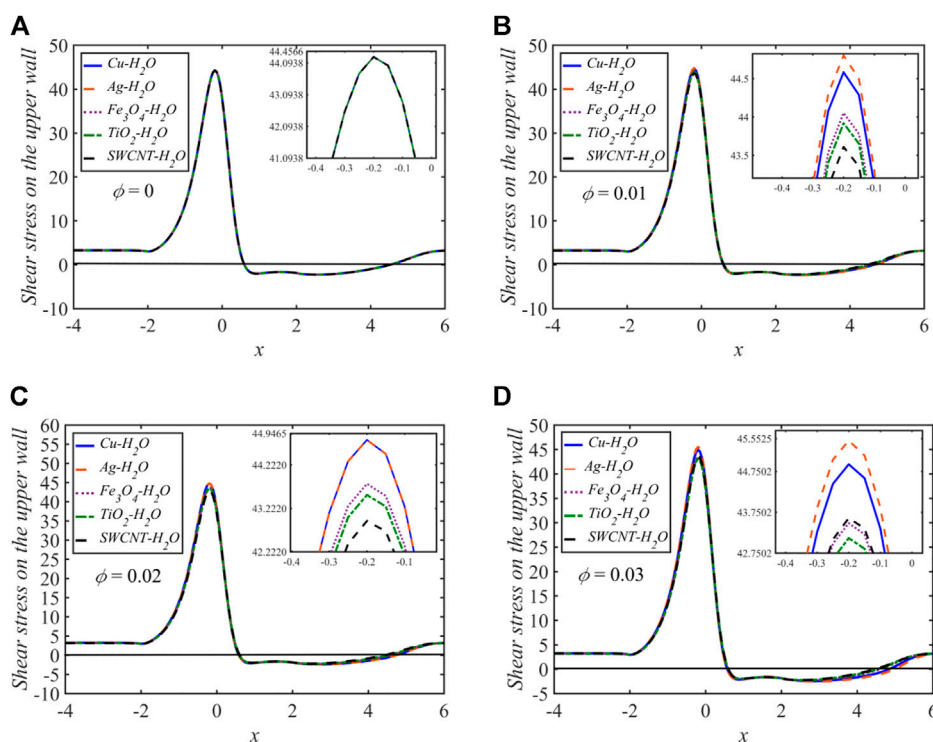 A
Shear stress on the upper wall
50
40
30
20
10
0
-10
-4
-2
0
2
4
6
x
Cu-H₂O
Ag-H₂O
Fe₃O₄-H₂O
TiO₂-H₂O
SWCNT-H₂O
ϕ = 0
44.4566
44.0938
43.0938
42.0938
41.0938
-0.4
-0.3
-0.2
-0.1
0
B
Shear stress on the upper wall
50
40
30
20
10
0
-10
-4
-2
0
2
4
6
x
Cu-H₂O
Ag-H₂O
Fe₃O₄-H₂O
TiO₂-H₂O
SWCNT-H₂O
ϕ = 0.01
44.5
44
43.5
-0.4
-0.3
-0.2
-0.1
0
C
Shear stress on the upper wall
60
55
50
45
40
35
30
25
20
15
10
5
0
-5
-10
-4
-2
0
2
4
6
x
Cu-H₂O
Ag-H₂O
Fe₃O₄-H₂O
TiO₂-H₂O
SWCNT-H₂O
ϕ = 0.02
44.9465
44.2220
43.2220
42.2220
-0.4
-0.3
-0.2
-0.1
D
Shear stress on the upper wall
50
45
40
35
30
25
20
15
10
5
0
-5
-4
-2
0
2
4
6
x
Cu-H₂O
Ag-H₂O
Fe₃O₄-H₂O
TiO₂-H₂O
SWCNT-H₂O
ϕ = 0.03
45.5525
44.7502
43.7502
42.7502
-0.4
-0.3
-0.2
-0.1
0